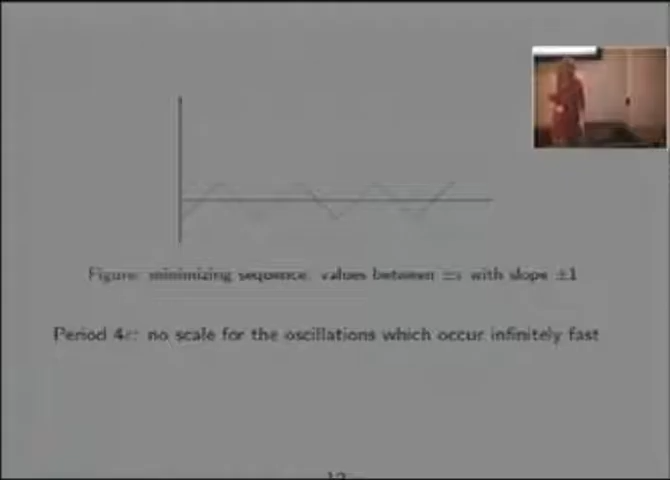 Figure: minimizing sequence: values between ±ε with slope ±1
Period 4ε: no scale for the oscillations which occur infinitely fast